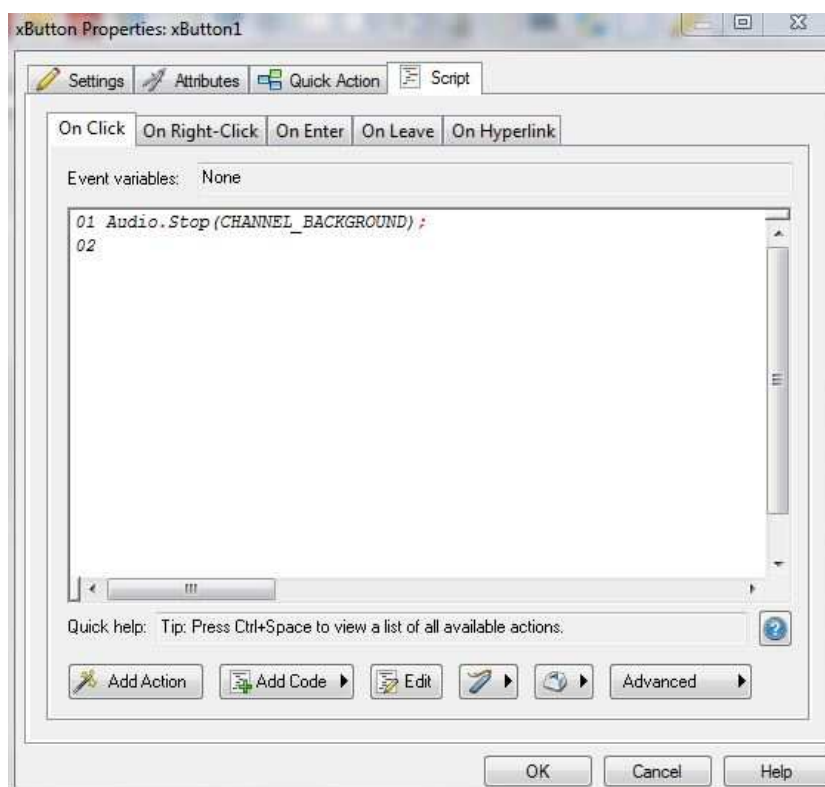 xButton Properties: xButton1
Settings Attributes Quick Action Script
On Click On Right-Click On Enter On Leave On Hyperlink
Event variables: None
01 Audio.Stop(CHANNEL_BACKGROUND);
02
Quick help: Tip: Press Ctrl+Space to view a list of all available actions.
Add Action Add Code Edit Advanced
OK Cancel Help